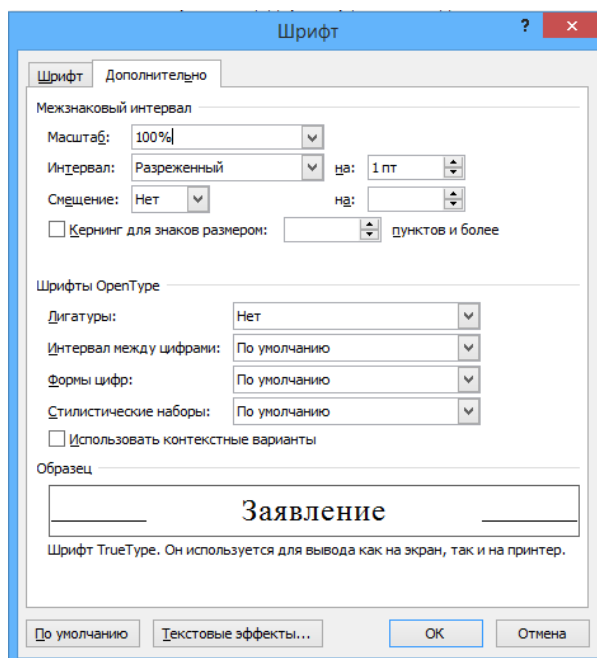 Шрифт ?
Шрифт Дополнительно
Межзнаковый интервал
Масштаб: 100%
Интервал: Разреженный на: 1 пт
Смещение: Нет на:
Кернинг для знаков размером: пунктов и более
Шрифты OpenType
Лигатуры: Нет
Интервал между цифрами: По умолчанию
Формы цифр: По умолчанию
Стилистические наборы: По умолчанию
Использовать контекстные варианты
Образец
Заявление
Шрифт TrueType. Он используется для вывода как на экран, так и на принтер.
По умолчанию Текстовые эффекты... ОК Отмена